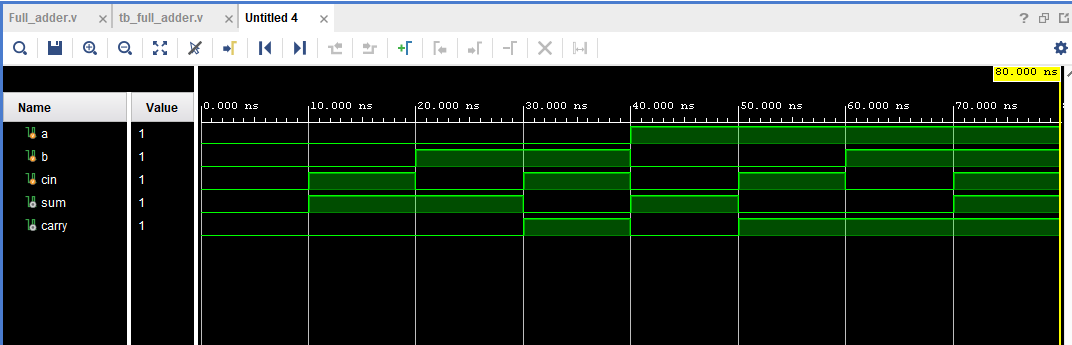 Full_adder.v × tb_full_adder.v × Untitled 4 ×
80.000 ns
Name Value 0.000 ns 10.000 ns 20.000 ns 30.000 ns 40.000 ns 50.000 ns 60.000 ns 70.000 ns
a 1
b 1
cin 1
sum 1
carry 1